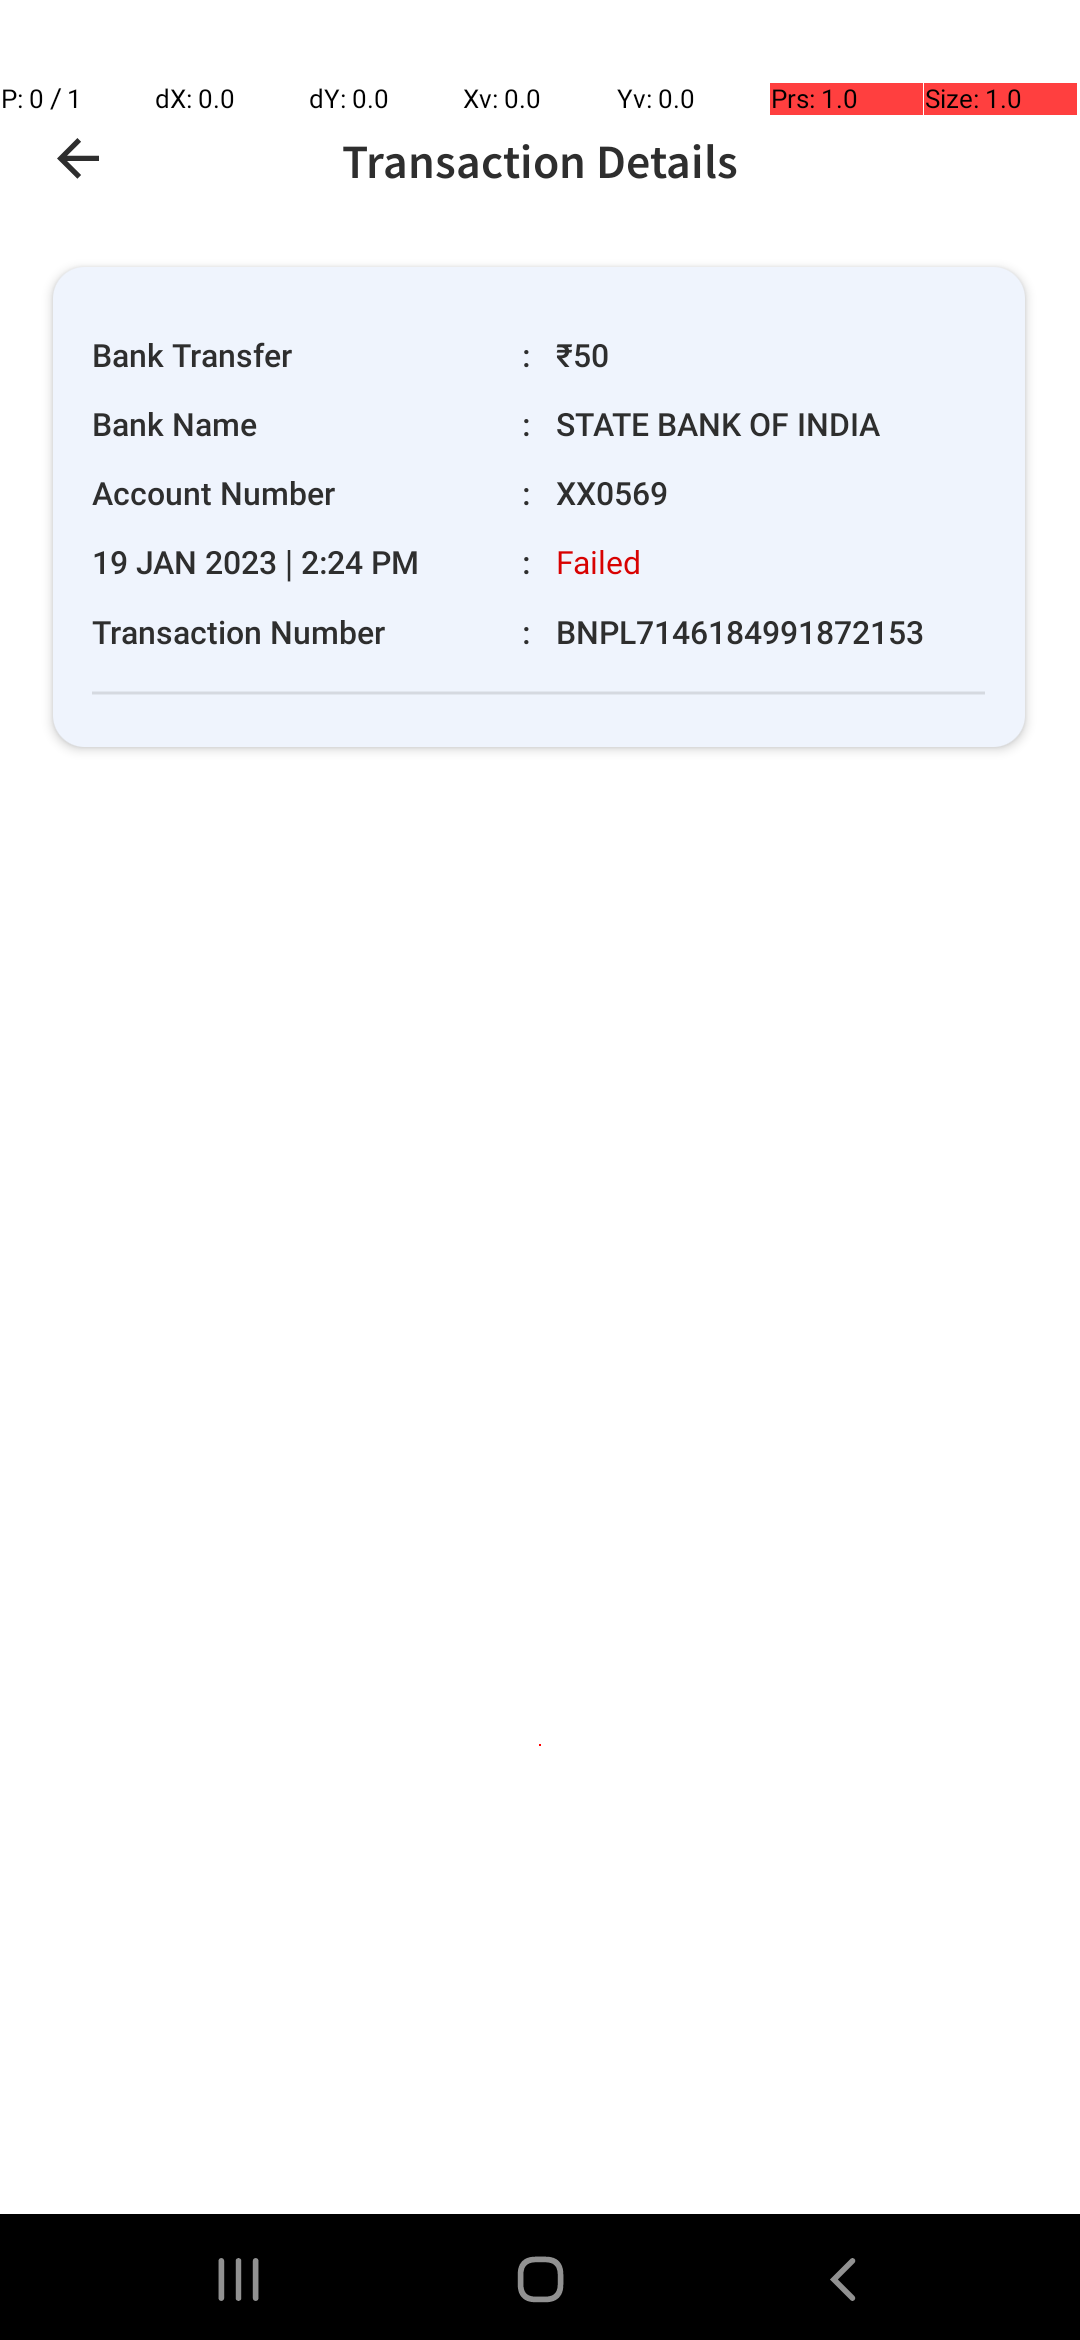 P: 0 / 1 dX: 0.0 dY: 0.0 Xv: 0.0 Yv: 0.0 Prs: 1.0 Size: 1.0
Transaction Details
Bank Transfer : ₹50
Bank Name : STATE BANK OF INDIA
Account Number : XX0569
19 JAN 2023 | 2:24 PM : Failed
Transaction Number : BNPL7146184991872153